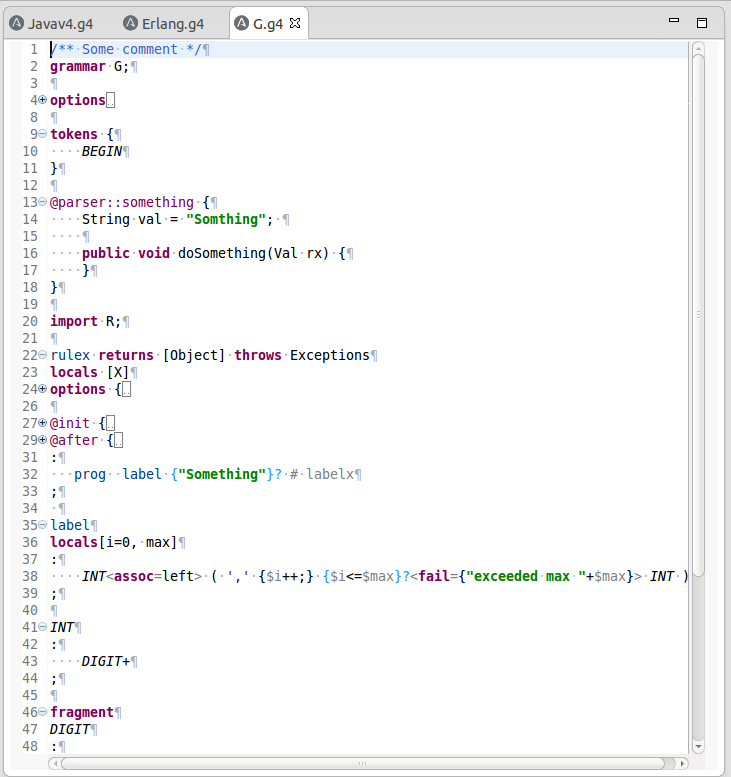 Javav4.g4 Erlang.g4 G.g4
1 /** Some comment */¶
2 grammar G;¶
3 ¶
4 options..
8 ¶
9 tokens {¶
10 ····BEGIN¶
11 }¶
12 ¶
13 @parser::something {¶
14 ····String val = "Somthing"; ·¶
15 ····¶
16 ····public void doSomething(Val rx) {¶
17 ····}¶
18 }¶
19 ¶
20 import R;¶
21 ¶
22 rulex returns [Object] throws Exceptions¶
23 locals [X]¶
24 options {..
26 ¶
27 @init {..
29 @after {..
31 :¶
32 ···prog··label {"Something"}? # labelx¶
33 ;¶
34 ·¶
35 label¶
36 locals[i=0, max]¶
37 :¶
38 ····INT<assoc=left> ( ',' {$i++;} {$i<=$max}?<fail={"exceeded max "+$max}> INT )
39 ;¶
40 ¶
41 INT¶
42 :¶
43 ····DIGIT+¶
44 ;¶
45 ¶
46 fragment¶
47 DIGIT¶
48 :¶